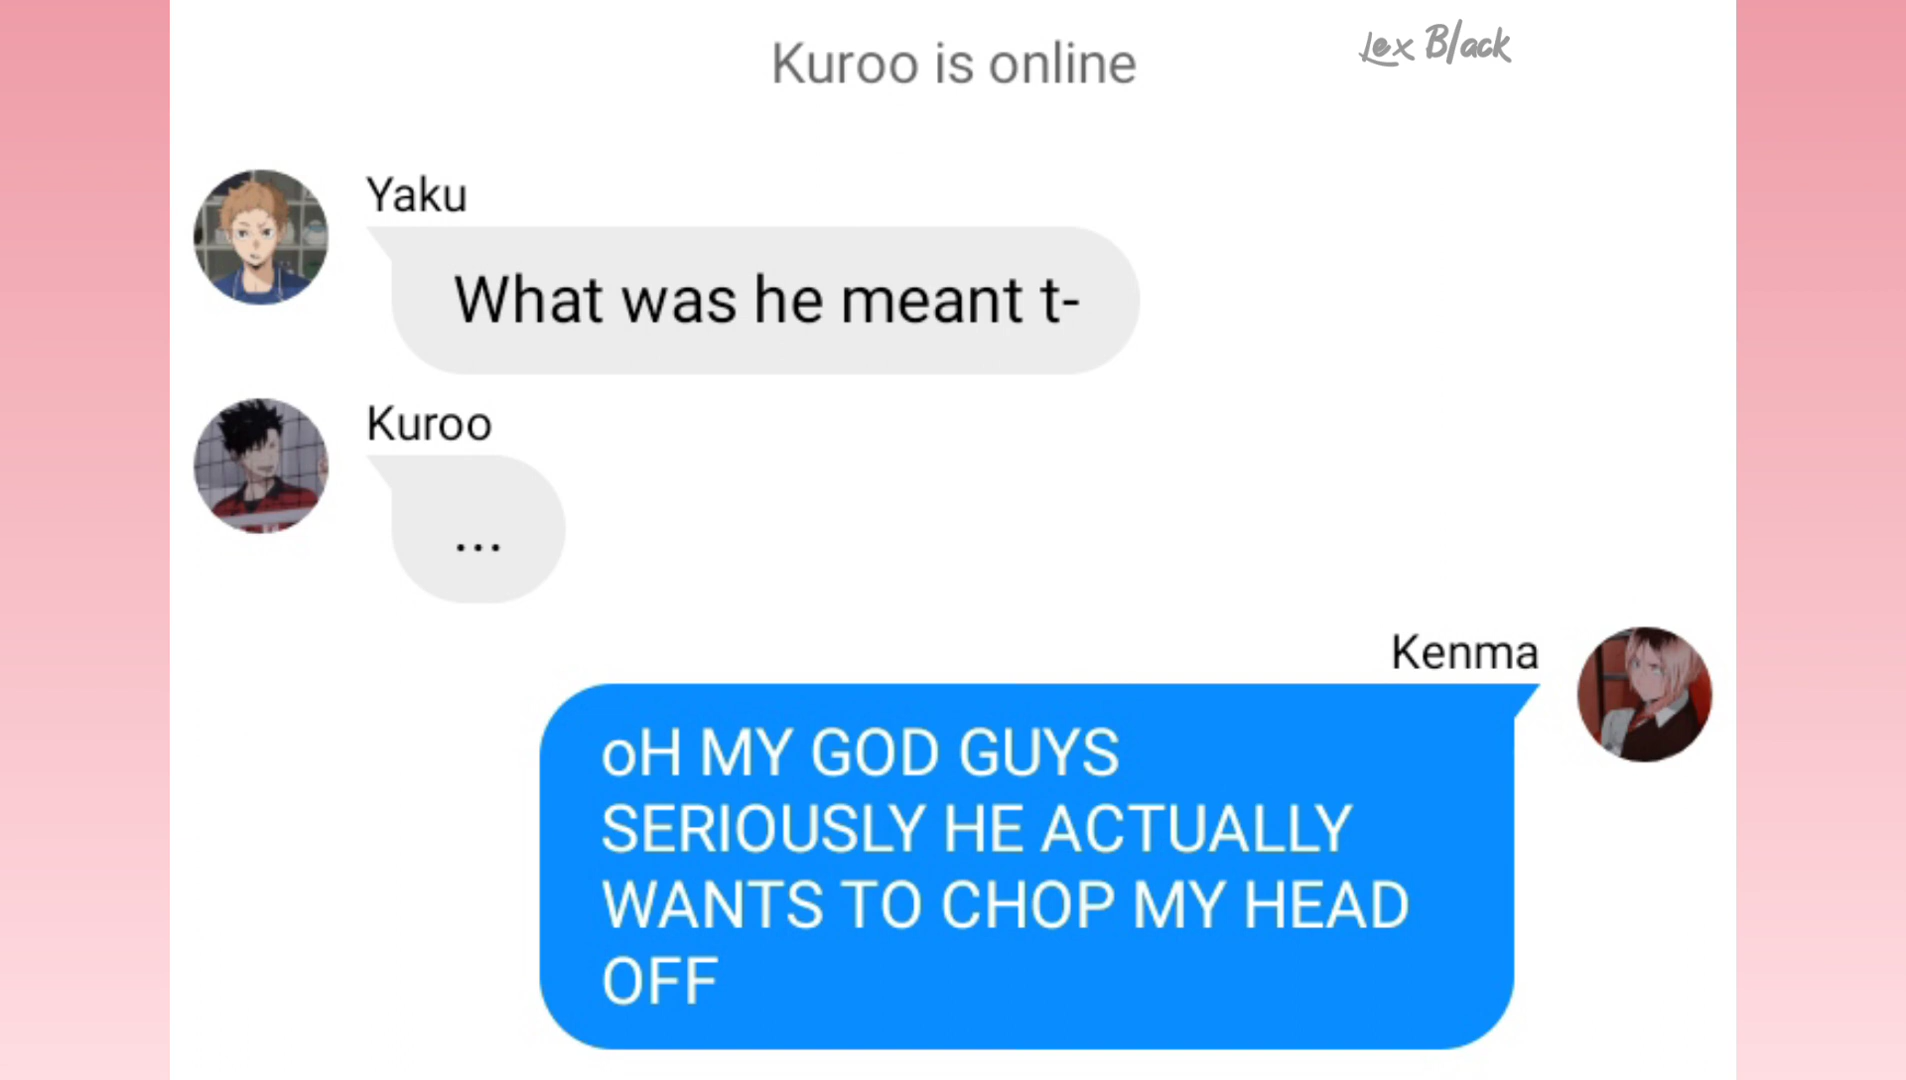 Kuroo is online
Lex Black
Yaku
What was he meant t-
Kuroo
...
Kenma
oH MY GOD GUYS
SERIOUSLY HE ACTUALLY
WANTS TO CHOP MY HEAD
OFF